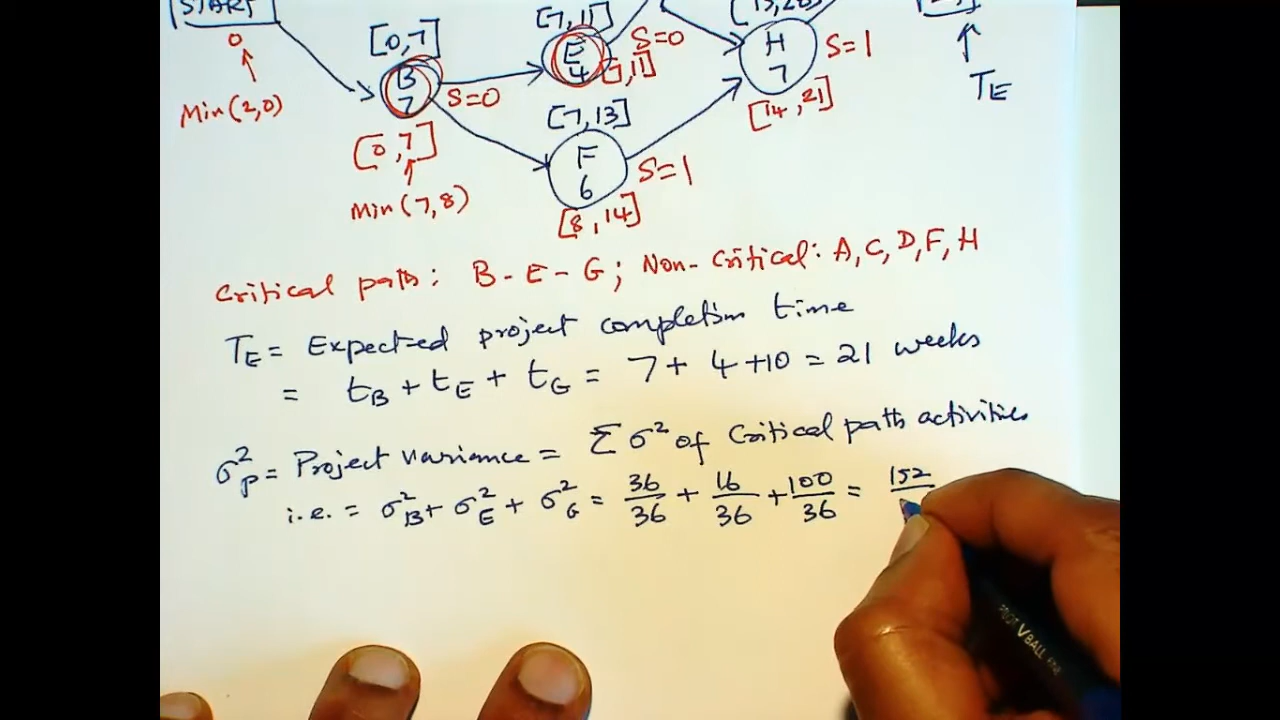 START
0
Min(2,0)
[0,7]
B
7
S=0
[0,7]
Min(7,8)
[7,11]
E
4
S=0
[7,11]
[7,13]
F
6
S=1
[8,14]
H
7
S=1
[14,21]
TE
Critical path: B-E-G; Non-Critical: A, C, D, F, H
TE = Expected project completion time
= tB + tE + tG = 7 + 4 + 10 = 21 weeks
σ²P = Project variance = Σσ² of Critical path activities
i.e. = σ²B + σ²E + σ²G = 36/36 + 16/36 + 100/36 = 152/
PILOT V BALL